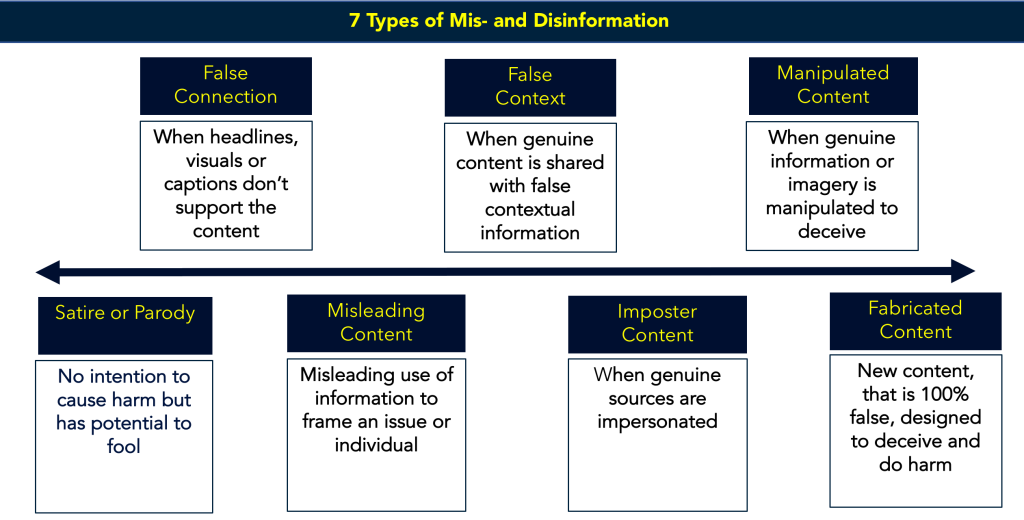 7 Types of Mis- and Disinformation
False
Connection
When headlines,
visuals or
captions don't
support the
content
False
Context
When genuine
content is shared
with false
contextual
information
Manipulated
Content
When genuine
information or
imagery is
manipulated to
deceive
Satire or Parody
No intention to
cause harm but
has potential to
fool
Misleading
Content
Misleading use of
information to
frame an issue or
individual
Imposter
Content
When genuine
sources are
impersonated
Fabricated
Content
New content,
that is 100%
false, designed
to deceive and
do harm